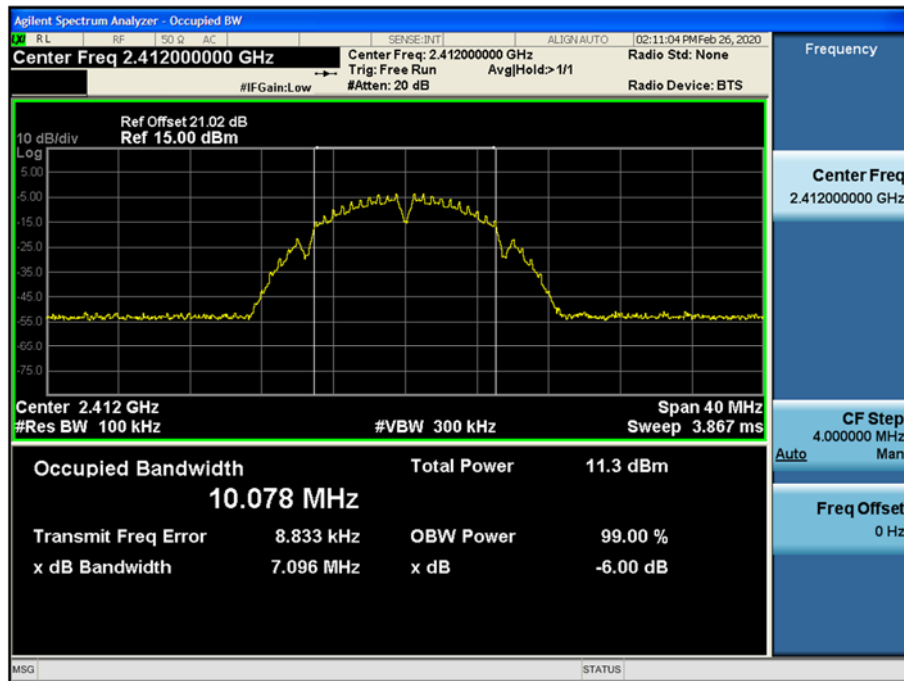 Agilent Spectrum Analyzer - Occupied BW
LXI RL RF 50 Ω AC SENSE:INT ALIGN AUTO 02:11:04 PM Feb 26, 2020
Center Freq 2.412000000 GHz
Center Freq: 2.412000000 GHz Radio Std: None
Trig: Free Run Avg|Hold:> 1/1
#IFGain:Low #Atten: 20 dB Radio Device: BTS
Ref Offset 21.02 dB
10 dB/div Ref 15.00 dBm
Log
5.00
-5.00
-15.0
-25.0
-35.0
-45.0
-55.0
-65.0
-75.0
Center 2.412 GHz Span 40 MHz
#Res BW 100 kHz #VBW 300 kHz Sweep 3.867 ms
Occupied Bandwidth Total Power 11.3 dBm
10.078 MHz
Transmit Freq Error 8.833 kHz OBW Power 99.00 %
x dB Bandwidth 7.096 MHz x dB -6.00 dB
MSG STATUS
Frequency
Center Freq
2.412000000 GHz
CF Step
4.000000 MHz
Auto Man
Freq Offset
0 Hz